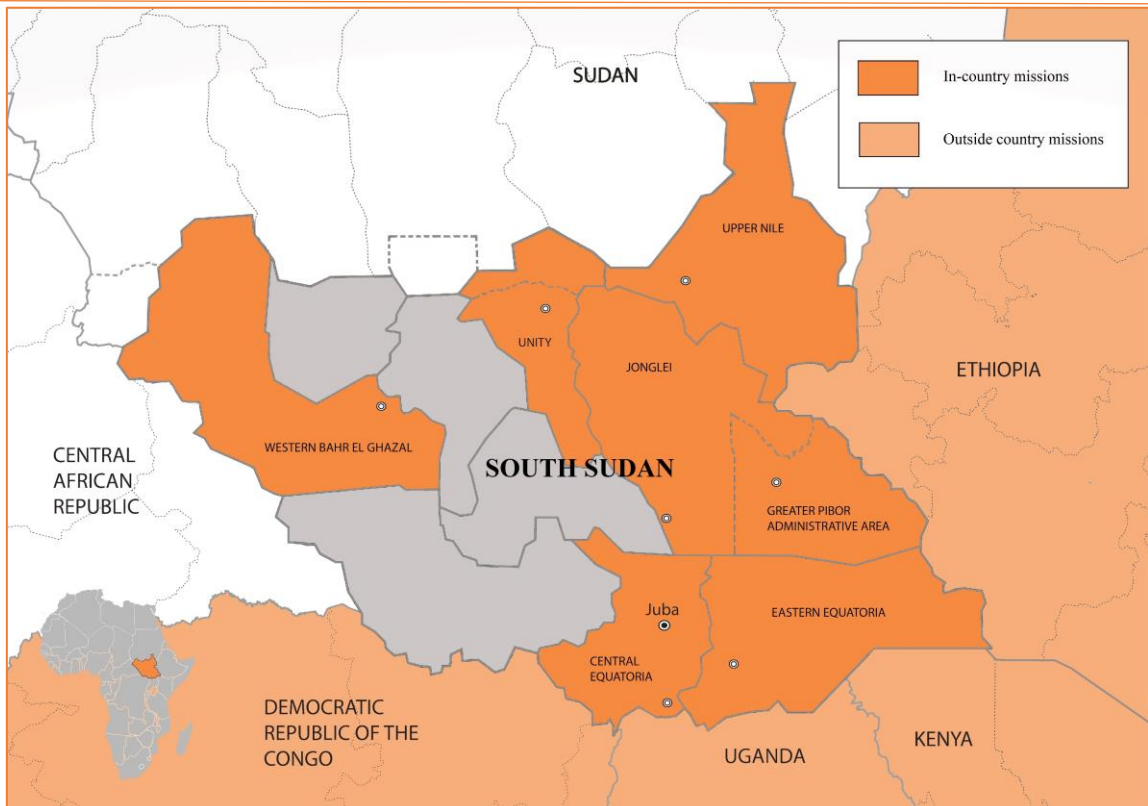 SUDAN
In-country missions
Outside country missions
UPPER NILE
UNITY
JONGLEI
ETHIOPIA
WESTERN BAHR EL GHAZAL
CENTRAL
AFRICAN
REPUBLIC
SOUTH SUDAN
GREATER PIBOR
ADMINISTRATIVE AREA
Juba
EASTERN EQUATORIA
CENTRAL
EQUATORIA
DEMOCRATIC
REPUBLIC OF THE
CONGO
UGANDA
KENYA